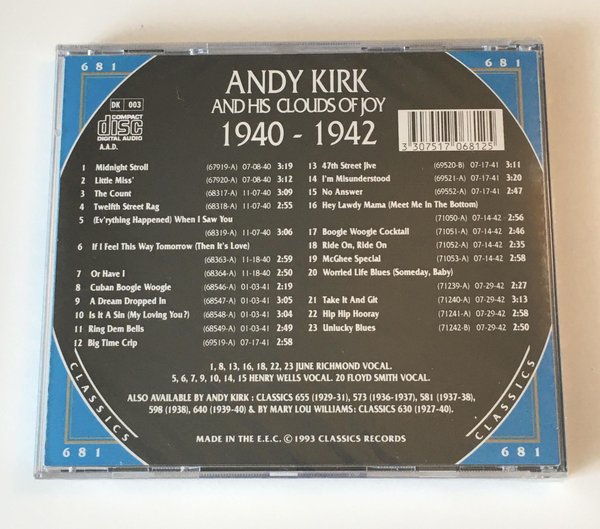 681
681
ANDY KIRK
AND HIS CLOUDS OF JOY
1940 - 1942
DK 003
COMPACT
disc
DIGITAL AUDIO
A.A.D.
3 307517 068125
1 Midnight Stroll (67919-A) 07-08-40 3:19
2 Little Miss' (67920-A) 07-08-40 3:12
3 The Count (68317-A) 11-07-40 3:09
4 Twelfth Street Rag (68318-A) 11-07-40 2:55
5 (Ev'rything Happened) When I Saw You
(68319-A) 11-07-40 3:06
6 If I Feel This Way Tomorrow (Then It's Love)
(68363-A) 11-18-40 2:59
7 Or Have I (68364-A) 11-18-40 2:50
8 Cuban Boogie Woogie (68546-A) 01-03-41 2:19
9 A Dream Dropped In (68547-A) 01-03-41 3:05
10 Is It A Sin (My Loving You?) (68548-A) 01-03-41 3:04
11 Ring Dem Bells (68549-A) 01-03-41 2:49
12 Big Time Crip (69519-A) 07-17-41 2:58
13 47th Street Jive (69520-B) 07-17-41 3:11
14 I'm Misunderstood (69521-A) 07-17-41 3:20
15 No Answer (69552-A) 07-17-41 2:47
16 Hey Lawdy Mama (Meet Me In The Bottom)
(71050-A) 07-14-42 2:56
17 Boogie Woogie Cocktail (71051-A) 07-14-42 2:46
18 Ride On, Ride On (71052-A) 07-14-42 2:35
19 McGhee Special (71053-A) 07-14-42 2:58
20 Worried Life Blues (Someday, Baby)
(71239-A) 07-29-42 2:27
21 Take It And Git (71240-A) 07-29-42 3:13
22 Hip Hip Hooray (71241-A) 07-29-42 2:58
23 Unlucky Blues (71242-B) 07-29-42 2:50
1, 8, 13, 16, 18, 22, 23 JUNE RICHMOND VOCAL.
5, 6, 7, 9, 10, 14, 15 HENRY WELLS VOCAL. 20 FLOYD SMITH VOCAL.
ALSO AVAILABLE BY ANDY KIRK : CLASSICS 655 (1929-31), 573 (1936-1937), 581 (1937-38),
598 (1938), 640 (1939-40) & BY MARY LOU WILLIAMS: CLASSICS 630 (1927-40).
MADE IN THE E.E.C. © 1993 CLASSICS RECORDS
CLASSICS
CLASSICS
681
681